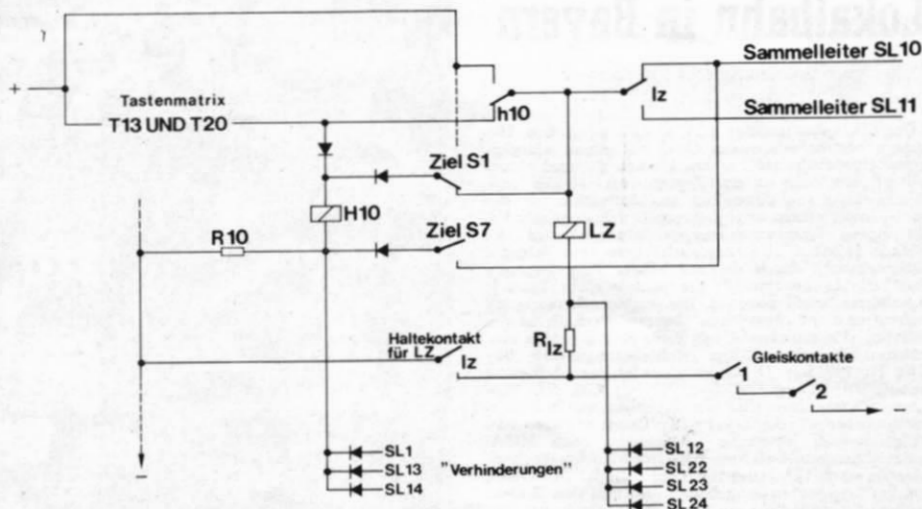 Sammelleiter SL10
+
Tastenmatrix
T13 UND T20
h10
lz
Sammelleiter SL11
Ziel S1
H10
LZ
R10
Ziel S7
Haltekontakt
für LZ
lz
Rlz
Gleiskontakte
1
2
–
–
SL1
SL13
SL14
"Verhinderungen"
SL12
SL22
SL23
SL24